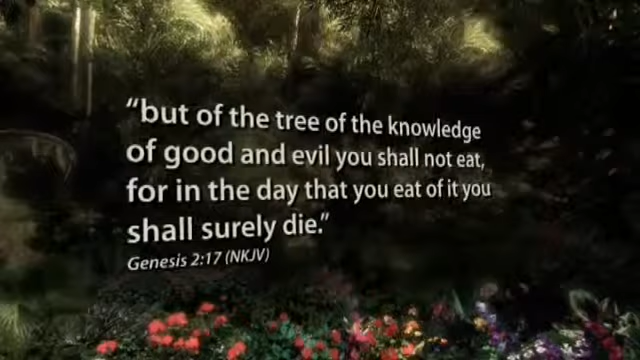 “but of the tree of the knowledge
of good and evil you shall not eat,
for in the day that you eat of it you
shall surely die.”
Genesis 2:17 (NKJV)